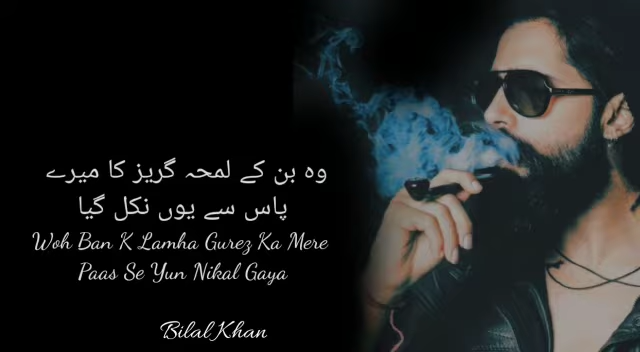 وہ بن کے لمحہ گریز کا میرے
پاس سے یوں نکل گیا
Woh Ban K Lamha Gurez Ka Mere
Paas Se Yun Nikal Gaya
Bilal Khan